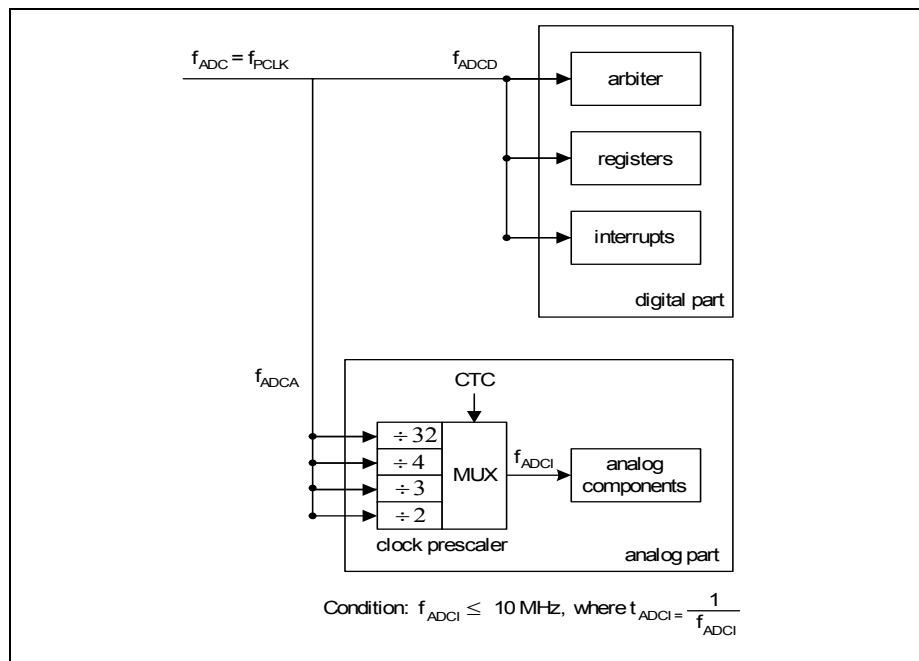 fADC = fPCLK
fADCD
arbiter
registers
interrupts
digital part
fADCA
CTC
÷ 32
÷ 4
÷ 3
÷ 2
MUX
fADCI
analog
components
clock prescaler
analog part
Condition: fADCI ≤ 10 MHz, where tADCI = 1 / fADCI